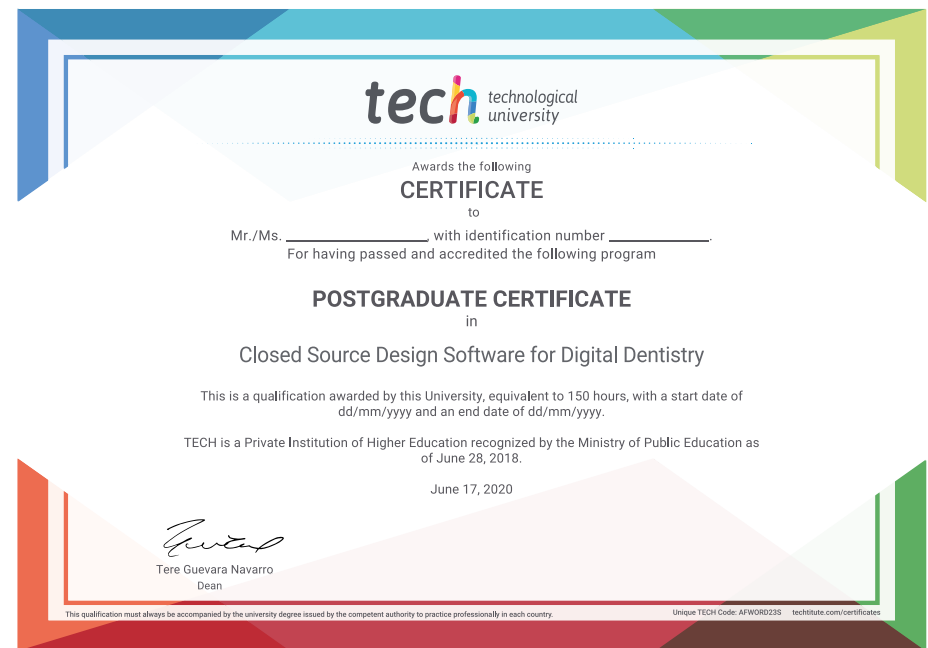 tech technological
university
Awards the following
CERTIFICATE
to
Mr./Ms. ____________________, with identification number ______________.
For having passed and accredited the following program
POSTGRADUATE CERTIFICATE
in
Closed Source Design Software for Digital Dentistry
This is a qualification awarded by this University, equivalent to 150 hours, with a start date of
dd/mm/yyyy and an end date of dd/mm/yyyy.
TECH is a Private Institution of Higher Education recognized by the Ministry of Public Education as
of June 28, 2018.
June 17, 2020
Tere Guevara Navarro
Dean
This qualification must always be accompanied by the university degree issued by the competent authority to practice professionally in each country. Unique TECH Code: AFWORD23S techtitute.com/certificates